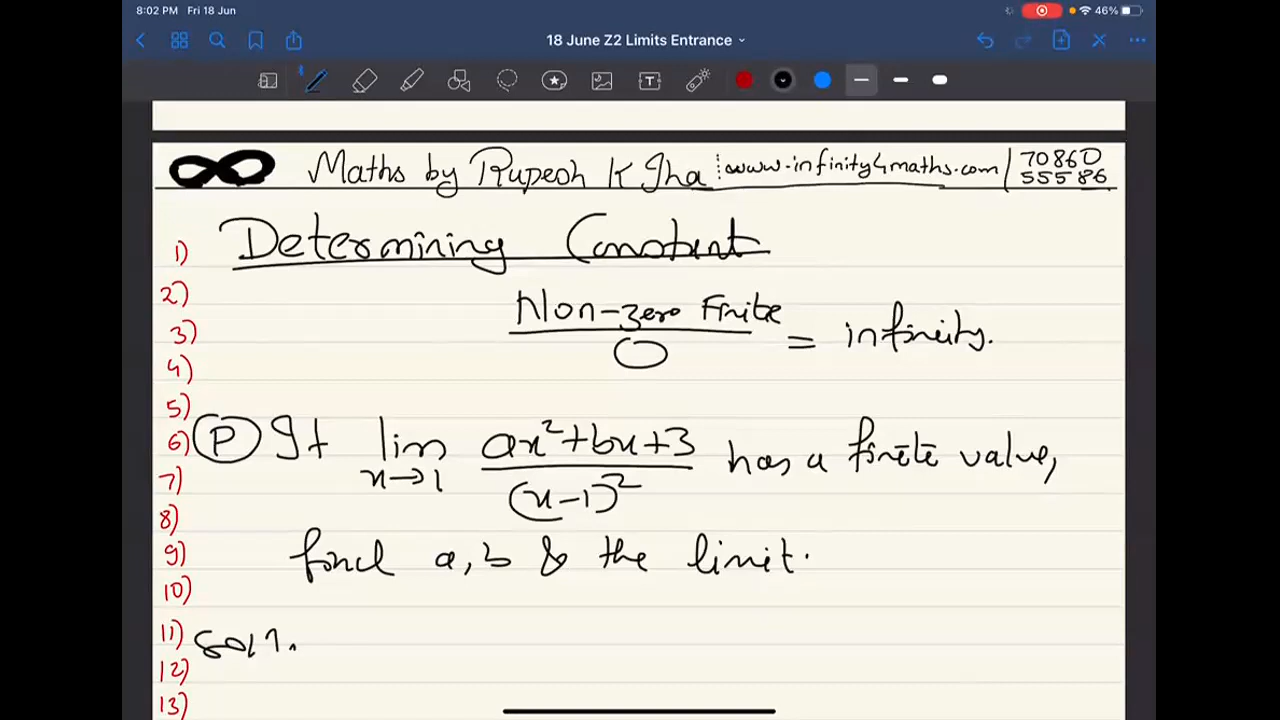 8:02 PM Fri 18 Jun
46%
18 June Z2 Limits Entrance
∞ Maths by Rupesh K Jha www.infinity4maths.com / 70860 55586
1) Determining Constant
2) Non-zero Finite
3) ─── = infinity.
4) 0
5)
6) (P) If lim ax²+bx+3 has a finite value,
7) x→1 (x-1)²
8)
9) find a, b & the limit.
10)
11) Sol?.
12)
13)